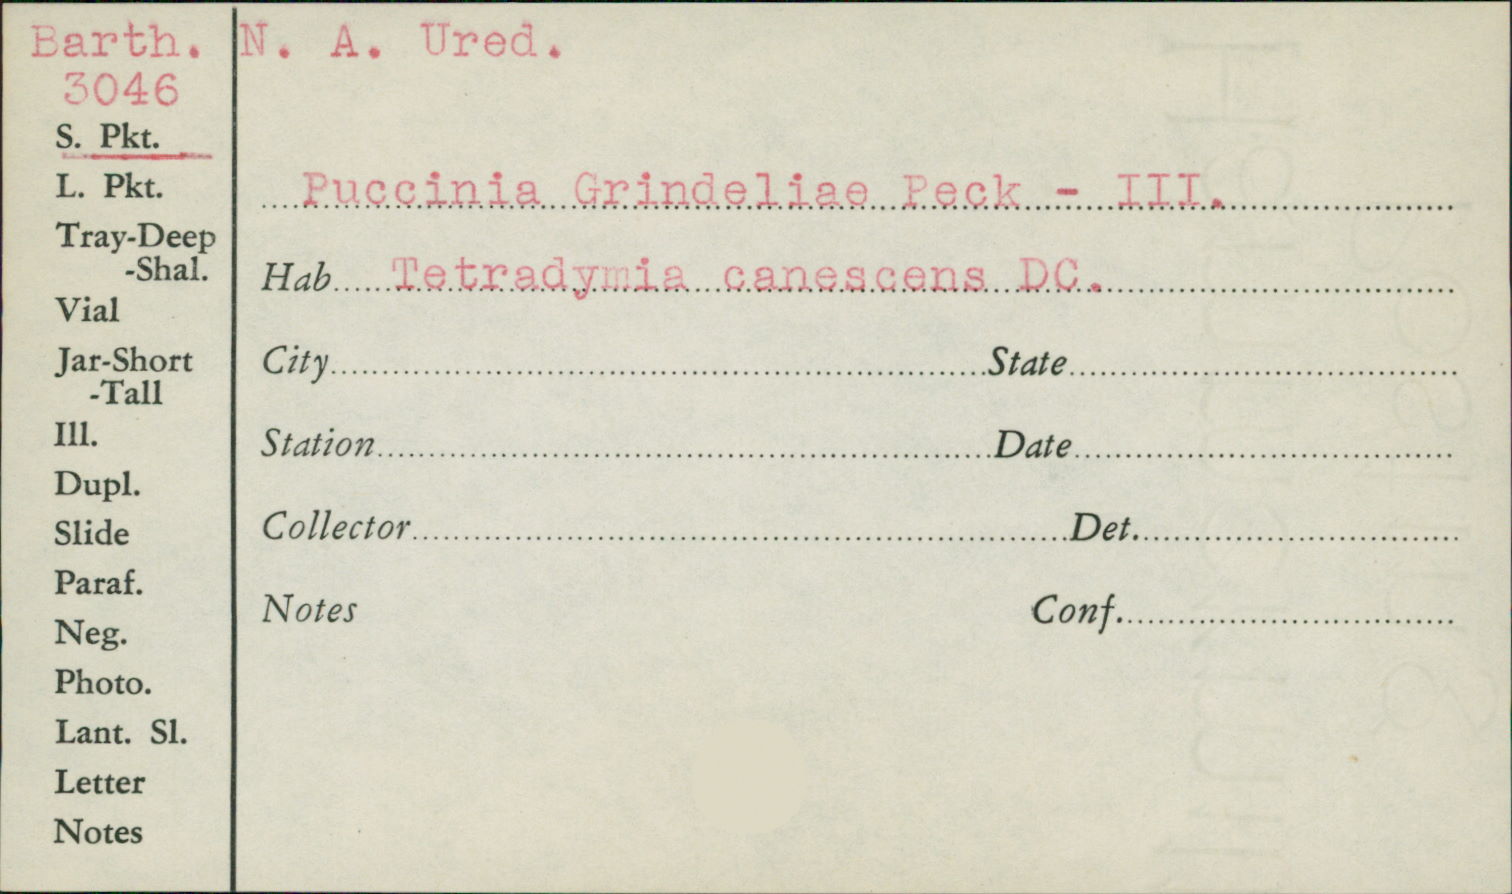 Barth. N. A. Ured.
3046
S. Pkt.
L. Pkt.
Tray-Deep
-Shal.
Vial
Jar-Short
-Tall
Ill.
Dupl.
Slide
Paraf.
Neg.
Photo.
Lant. Sl.
Letter
Notes
Puccinia Grindeliae Peck - III.
Hab. Tetradymia canescens DC.
City State
Station Date
Collector Det.
Notes Conf.